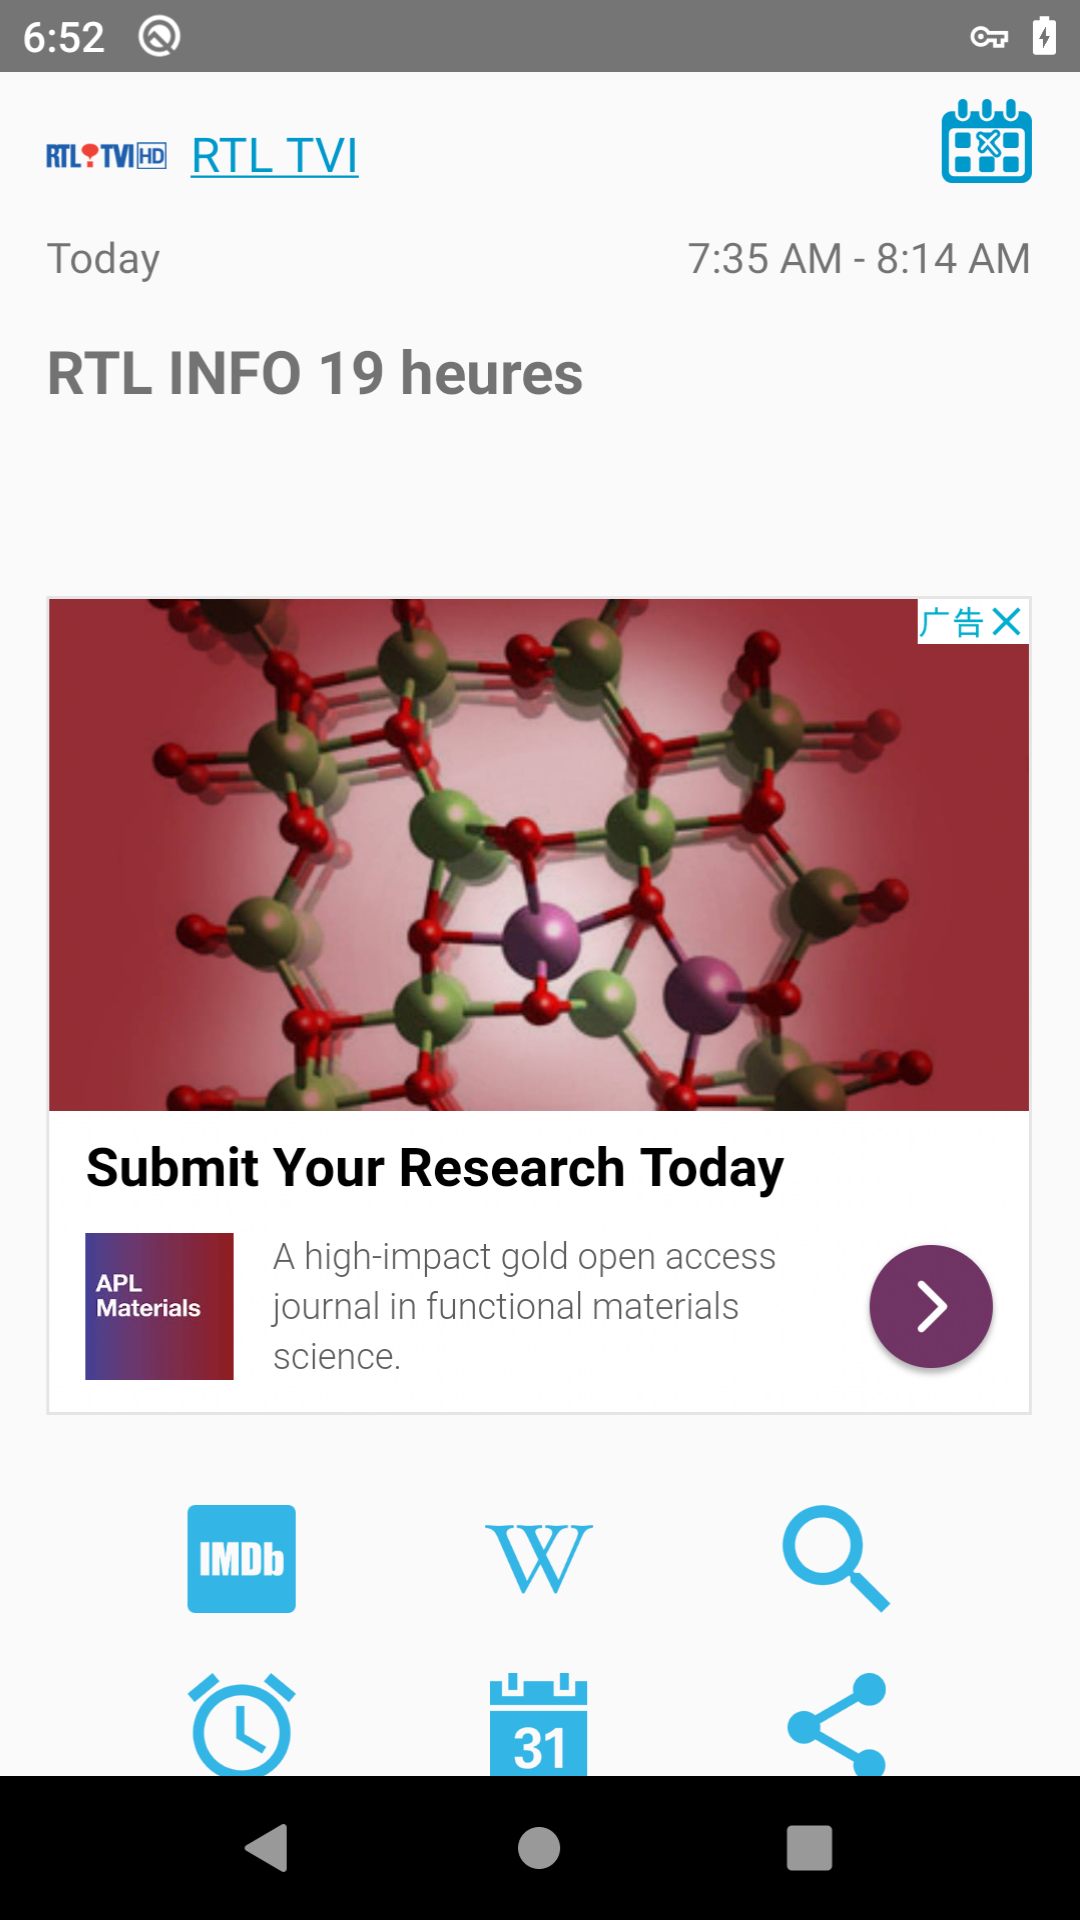 6:52
RTL TVI HD RTL TVI
Today 7:35 AM - 8:14 AM
RTL INFO 19 heures
广告
Submit Your Research Today
APL
Materials
A high-impact gold open access
journal in functional materials
science.
IMDb W
31